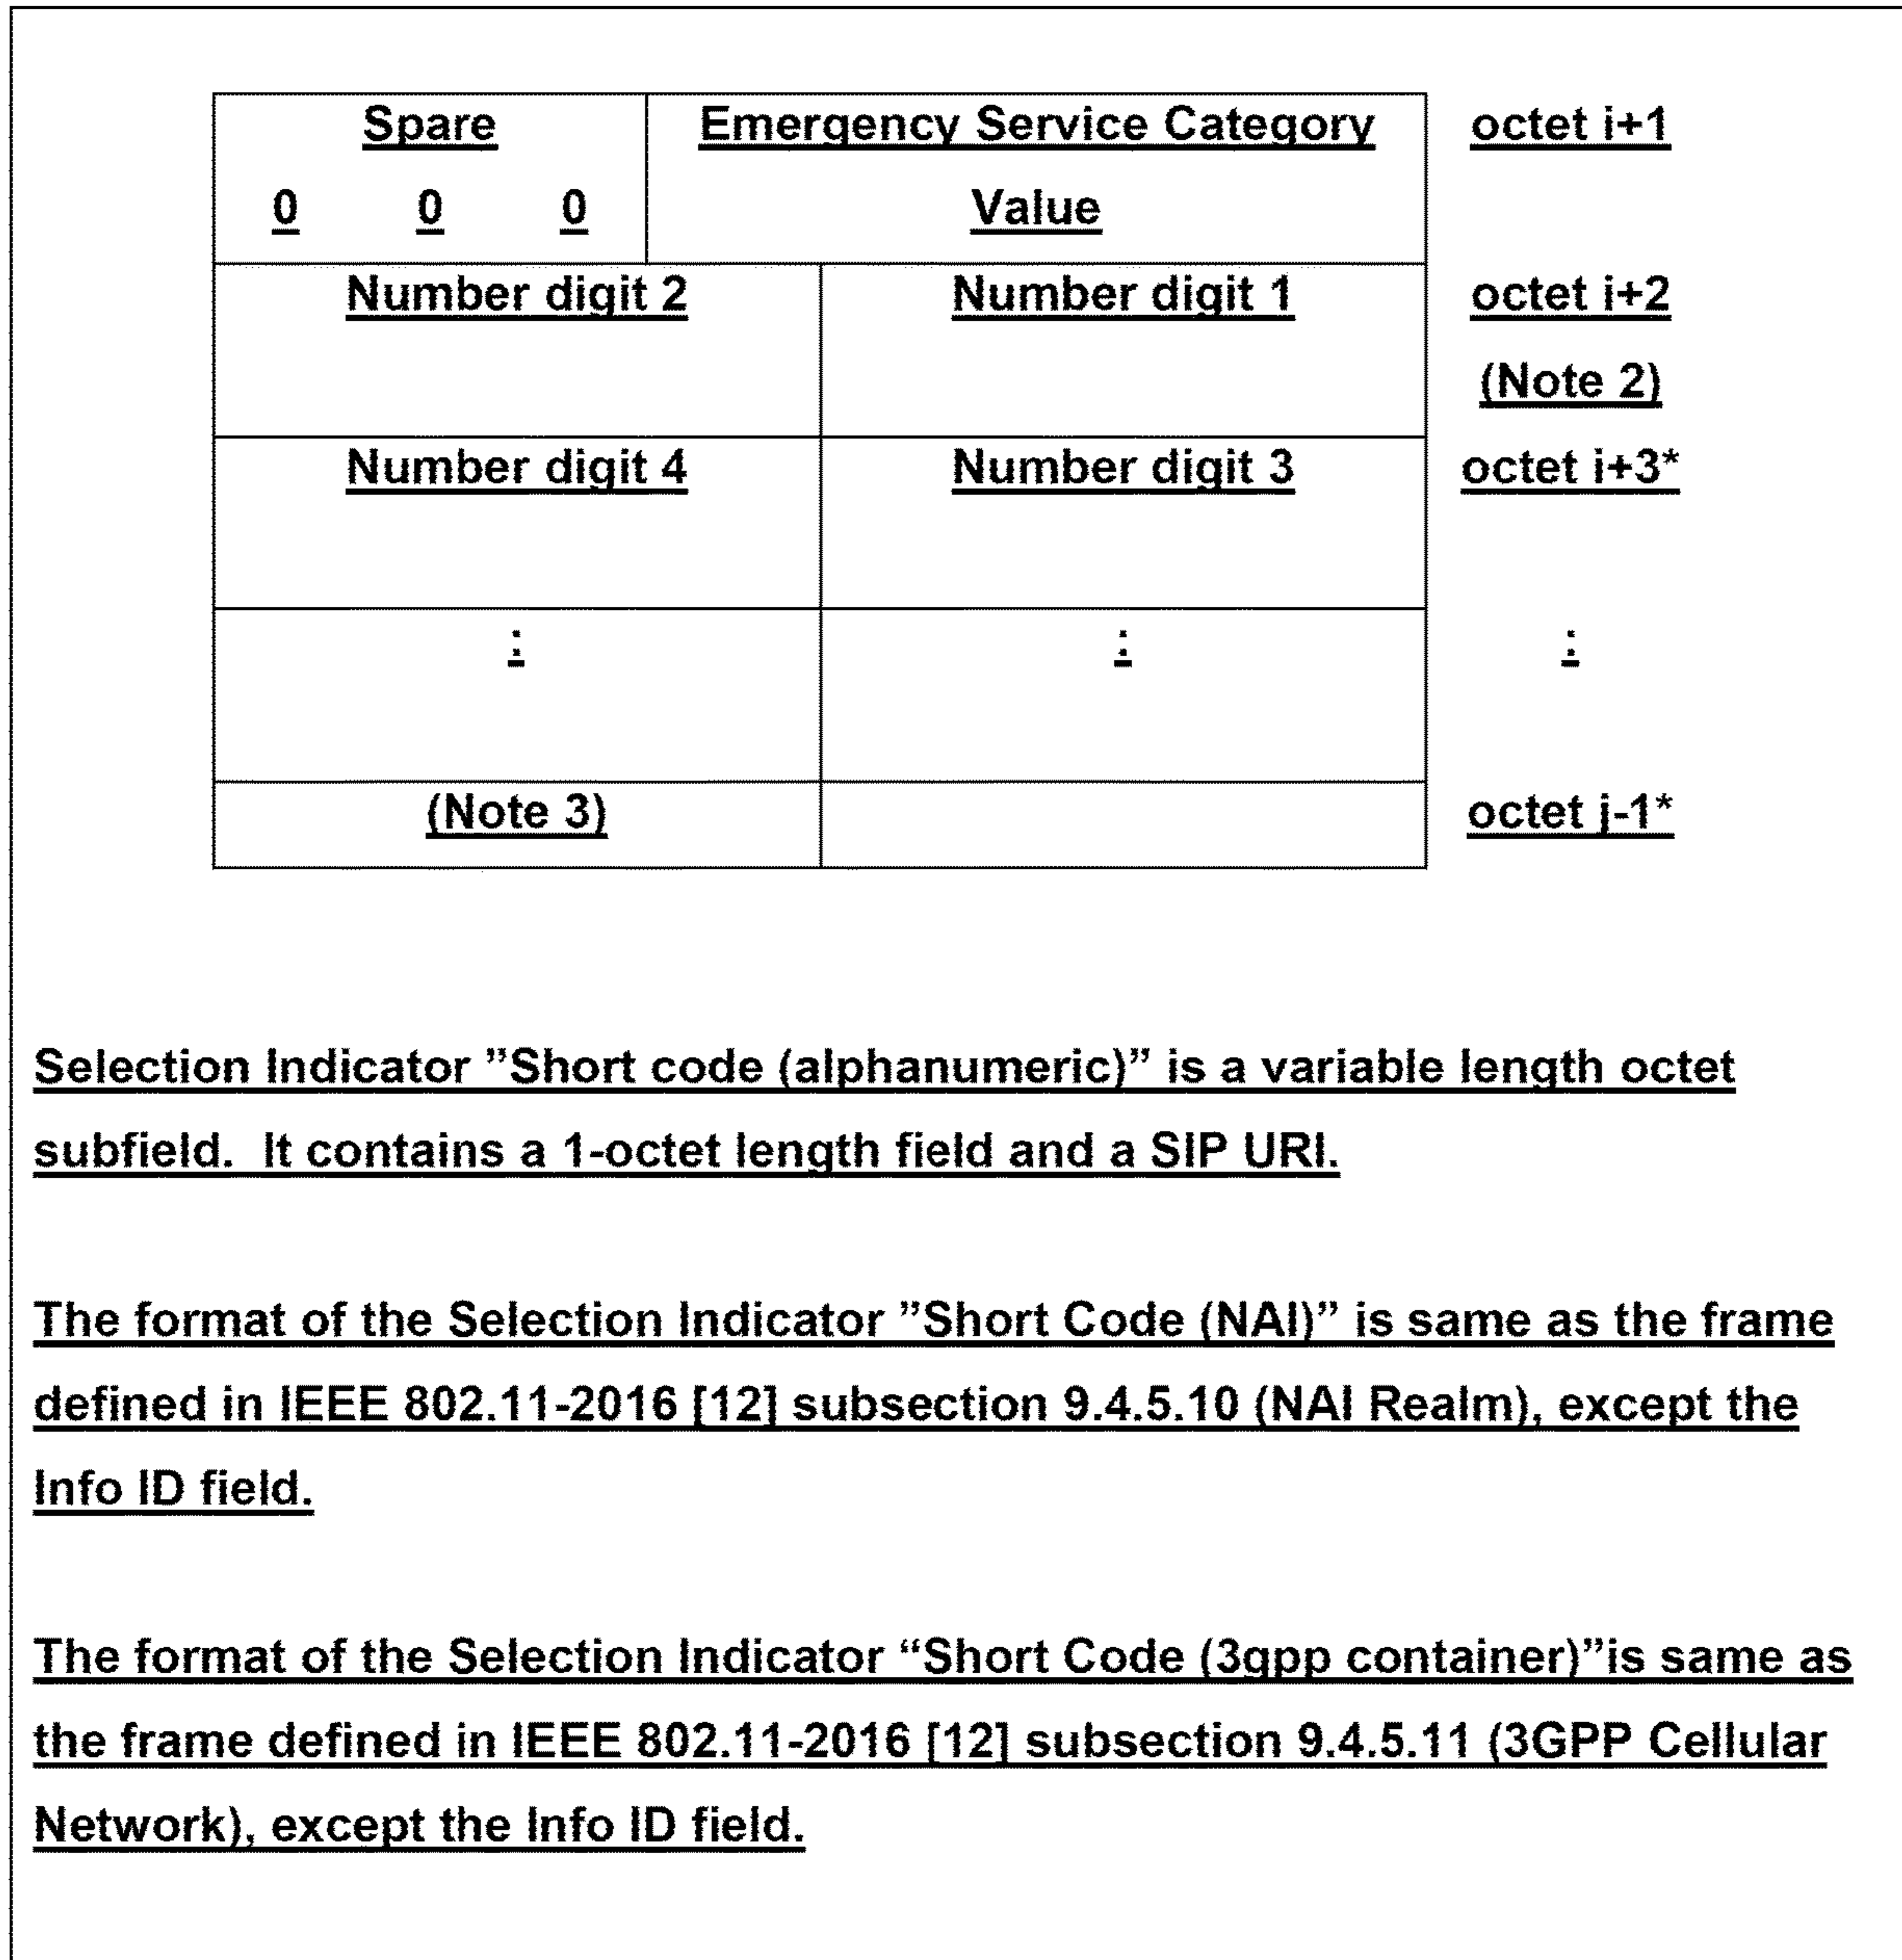 Spare Emergency Service Category octet i+1
0 0 0 Value
Number digit 2 Number digit 1 octet i+2
(Note 2)
Number digit 4 Number digit 3 octet i+3*
: : :
(Note 3) octet j-1*
Selection Indicator ”Short code (alphanumeric)” is a variable length octet
subfield. It contains a 1-octet length field and a SIP URI.
The format of the Selection Indicator ”Short Code (NAI)” is same as the frame
defined in IEEE 802.11-2016 [12] subsection 9.4.5.10 (NAI Realm), except the
Info ID field.
The format of the Selection Indicator “Short Code (3gpp container)”is same as
the frame defined in IEEE 802.11-2016 [12] subsection 9.4.5.11 (3GPP Cellular
Network), except the Info ID field.